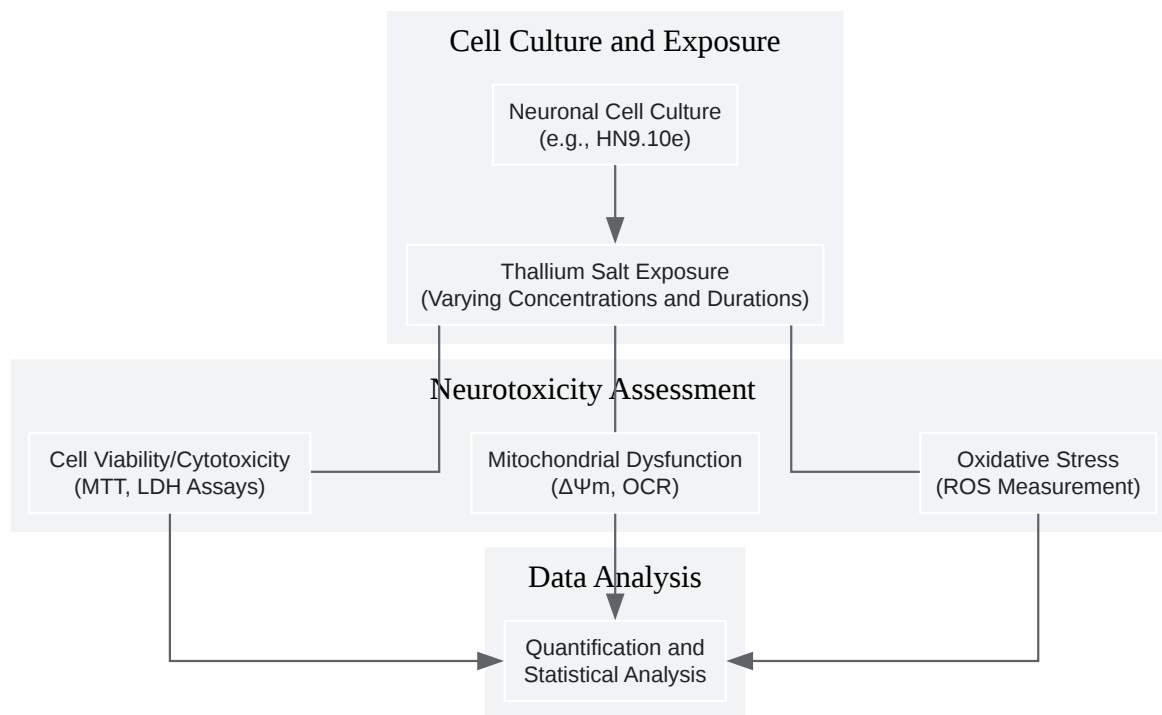 Cell Culture and Exposure
Neuronal Cell Culture
(e.g., HN9.10e)
Thallium Salt Exposure
(Varying Concentrations and Durations)
Neurotoxicity Assessment
Cell Viability/Cytotoxicity
(MTT, LDH Assays)
Mitochondrial Dysfunction
(ΔΨm, OCR)
Oxidative Stress
(ROS Measurement)
Data Analysis
Quantification and
Statistical Analysis